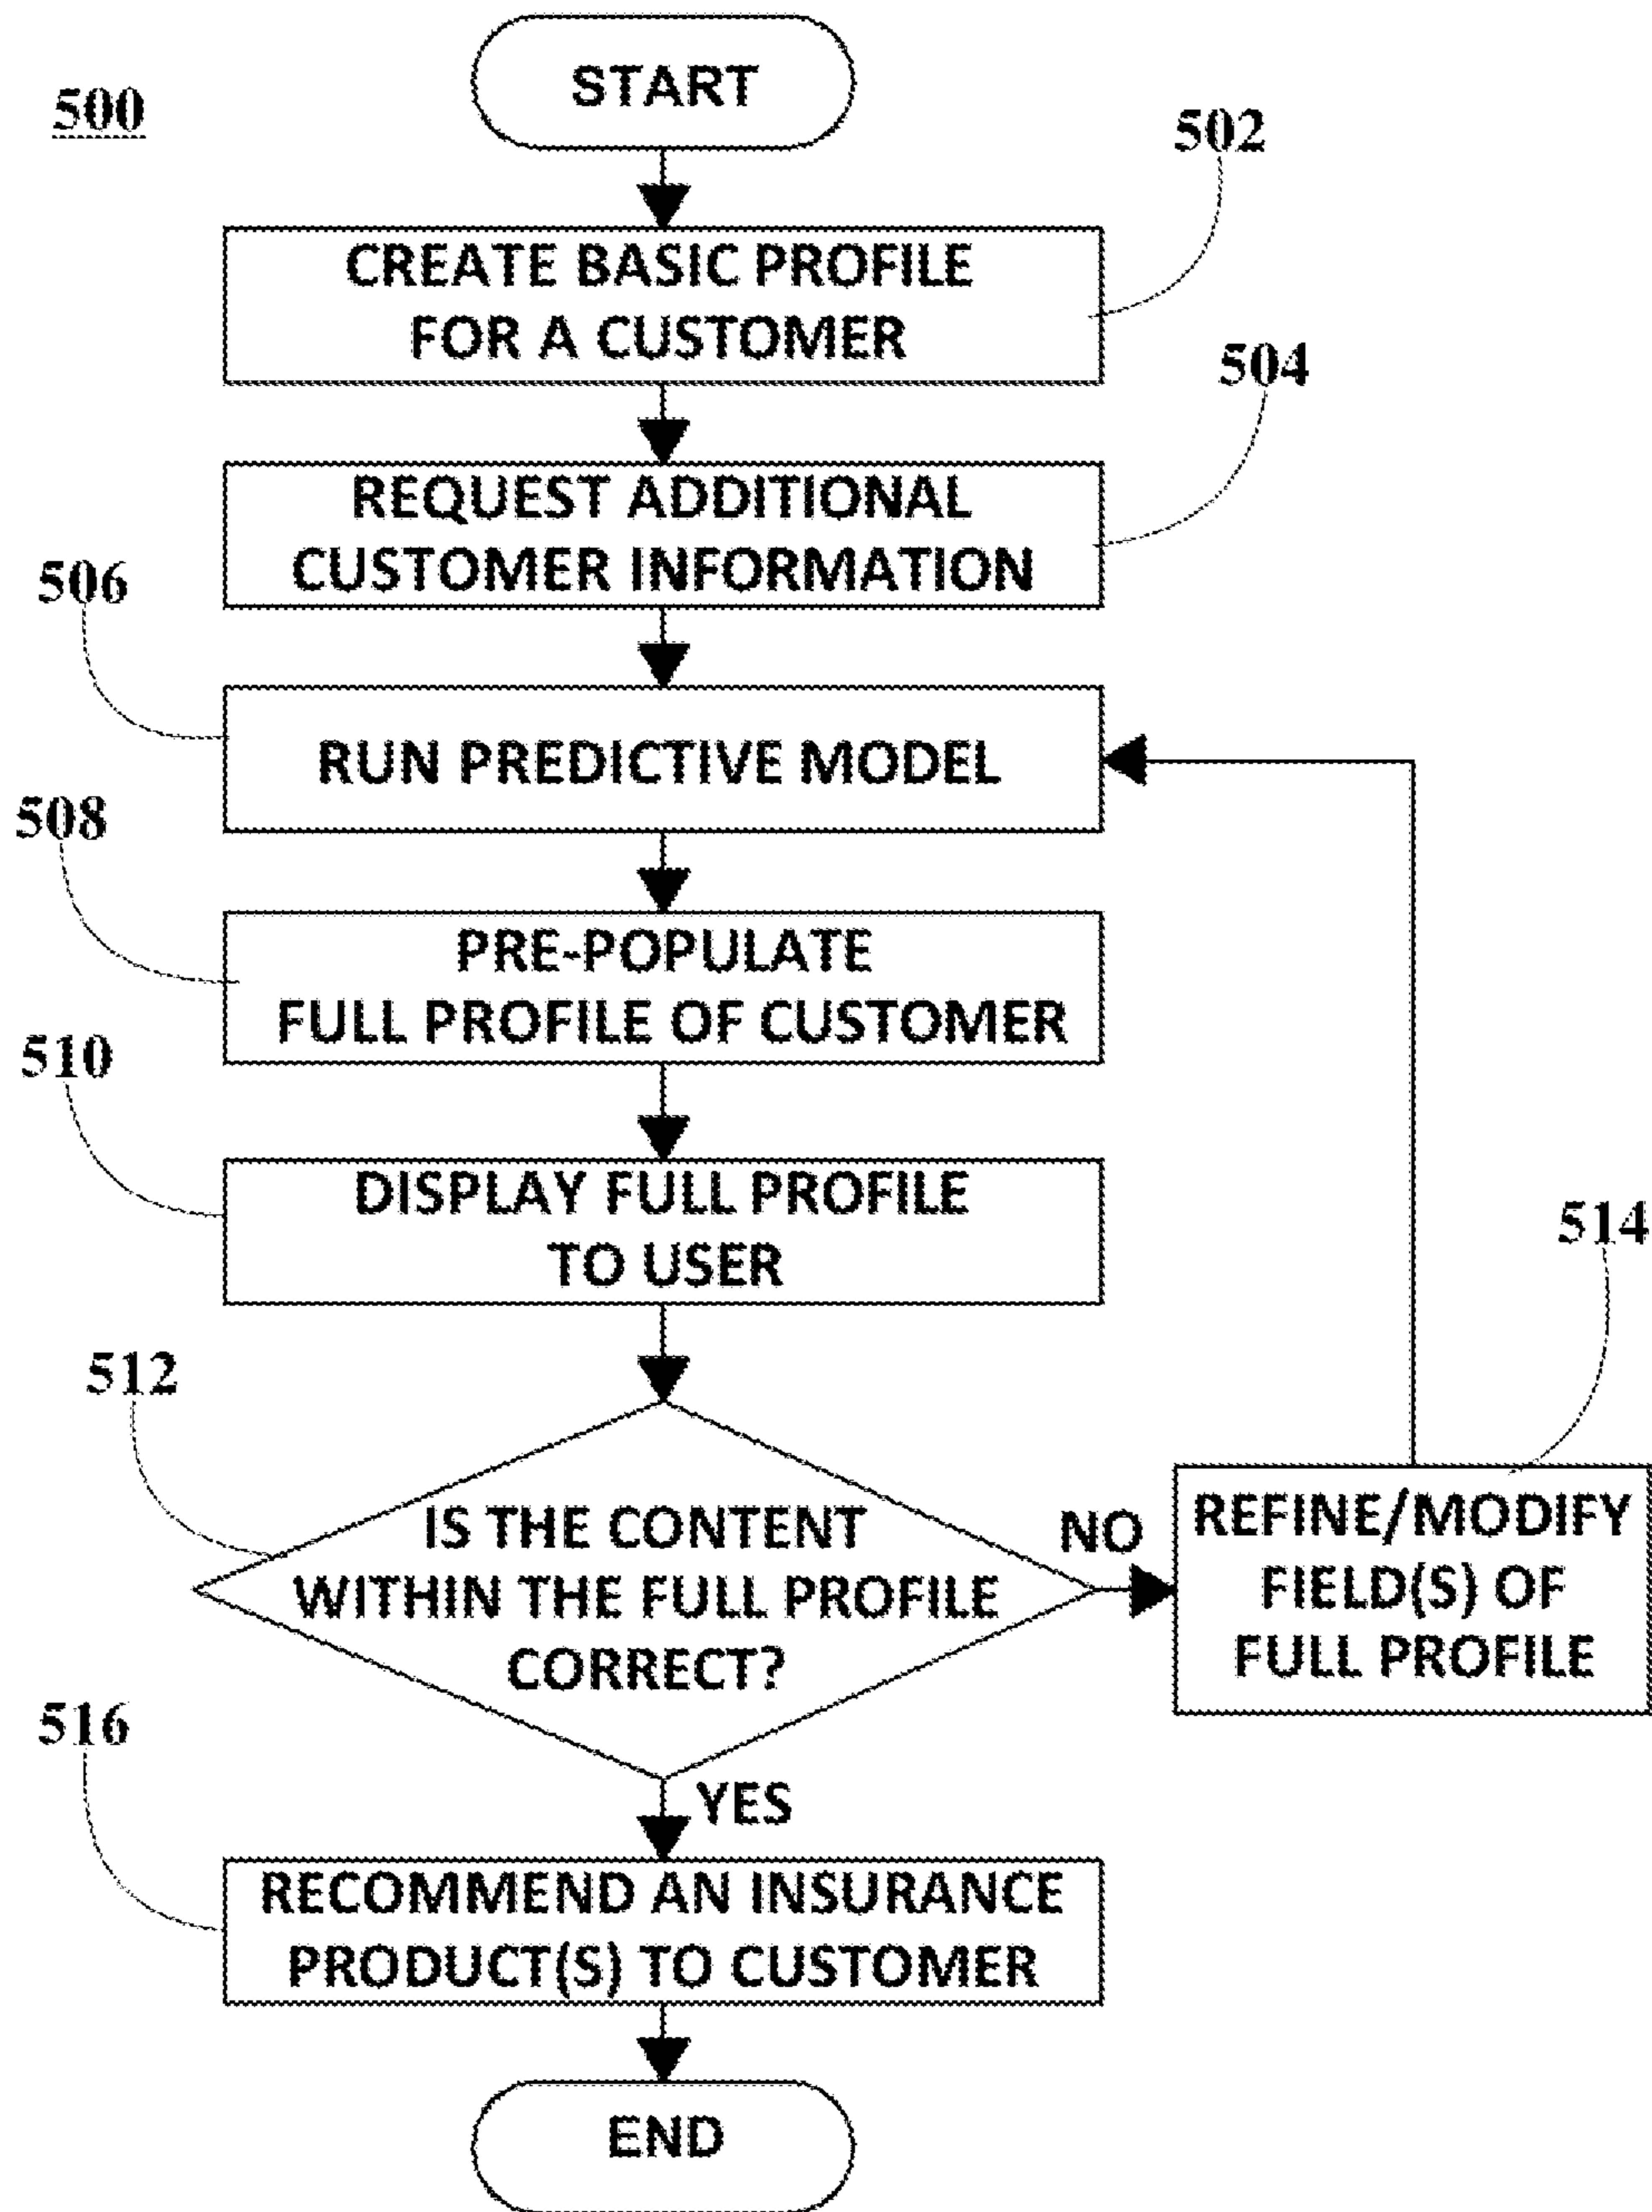 500
START
502
CREATE BASIC PROFILE
FOR A CUSTOMER
504
REQUEST ADDITIONAL
CUSTOMER INFORMATION
506
RUN PREDICTIVE MODEL
508
PRE-POPULATE
FULL PROFILE OF CUSTOMER
510
DISPLAY FULL PROFILE
TO USER
512
IS THE CONTENT
WITHIN THE FULL PROFILE
CORRECT?
NO
514
REFINE/MODIFY
FIELD(S) OF
FULL PROFILE
YES
516
RECOMMEND AN INSURANCE
PRODUCT(S) TO CUSTOMER
END